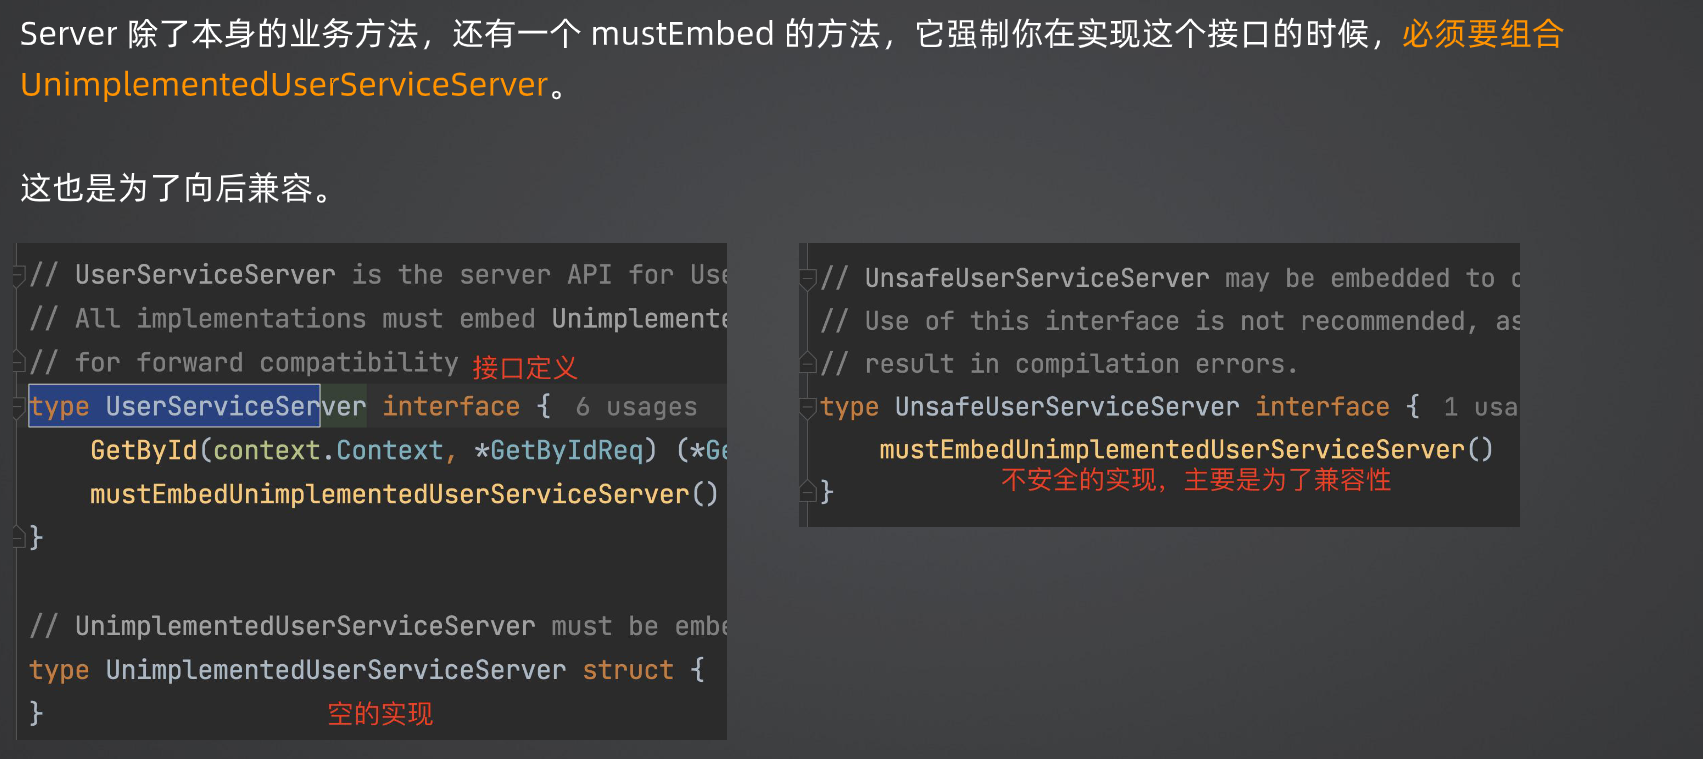 Server 除了本身的业务方法，还有一个 mustEmbed 的方法，它强制你在实现这个接口的时候，必须要组合
UnimplementedUserServiceServer。
这也是为了向后兼容。
// UserServiceServer is the server API for Use
// All implementations must embed Unimplemente
// for forward compatibility 接口定义
type UserServiceServer interface { 6 usages
GetById(context.Context, *GetByIdReq) (*Ge
mustEmbedUnimplementedUserServiceServer()
}
// UnimplementedUserServiceServer must be embe
type UnimplementedUserServiceServer struct {
} 空的实现
// UnsafeUserServiceServer may be embedded to o
// Use of this interface is not recommended, as
// result in compilation errors.
type UnsafeUserServiceServer interface { 1 usa
mustEmbedUnimplementedUserServiceServer()
不安全的实现，主要是为了兼容性
}